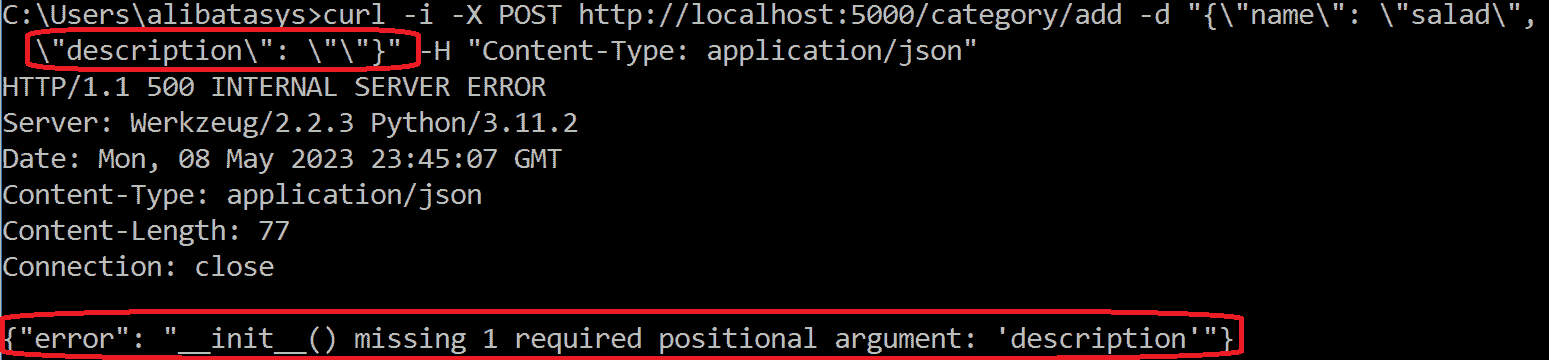 C:\Users\alibatasys>curl -i -X POST http://localhost:5000/category/add -d "{\"name\": \"salad\",
\"description\": \"\"}" -H "Content-Type: application/json"
HTTP/1.1 500 INTERNAL SERVER ERROR
Server: Werkzeug/2.2.3 Python/3.11.2
Date: Mon, 08 May 2023 23:45:07 GMT
Content-Type: application/json
Content-Length: 77
Connection: close
{"error": "__init__() missing 1 required positional argument: 'description'"}